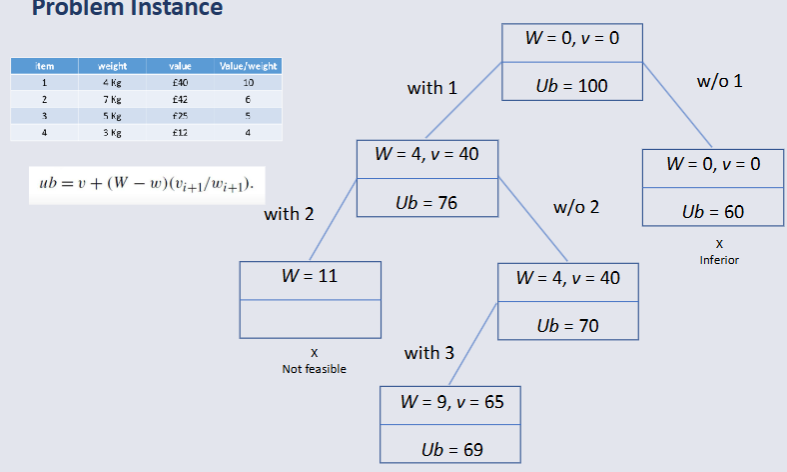 Problem Instance
item weight value Value/weight
1 4 Kg £40 10
2 7 Kg £42 6
3 5 Kg £25 5
4 3 Kg £12 4
ub = v + (W − w)(vi+1/wi+1).
W = 0, v = 0
Ub = 100
with 1
w/o 1
W = 4, v = 40
Ub = 76
W = 0, v = 0
Ub = 60
X
Inferior
with 2
w/o 2
W = 11
X
Not feasible
W = 4, v = 40
Ub = 70
with 3
W = 9, v = 65
Ub = 69